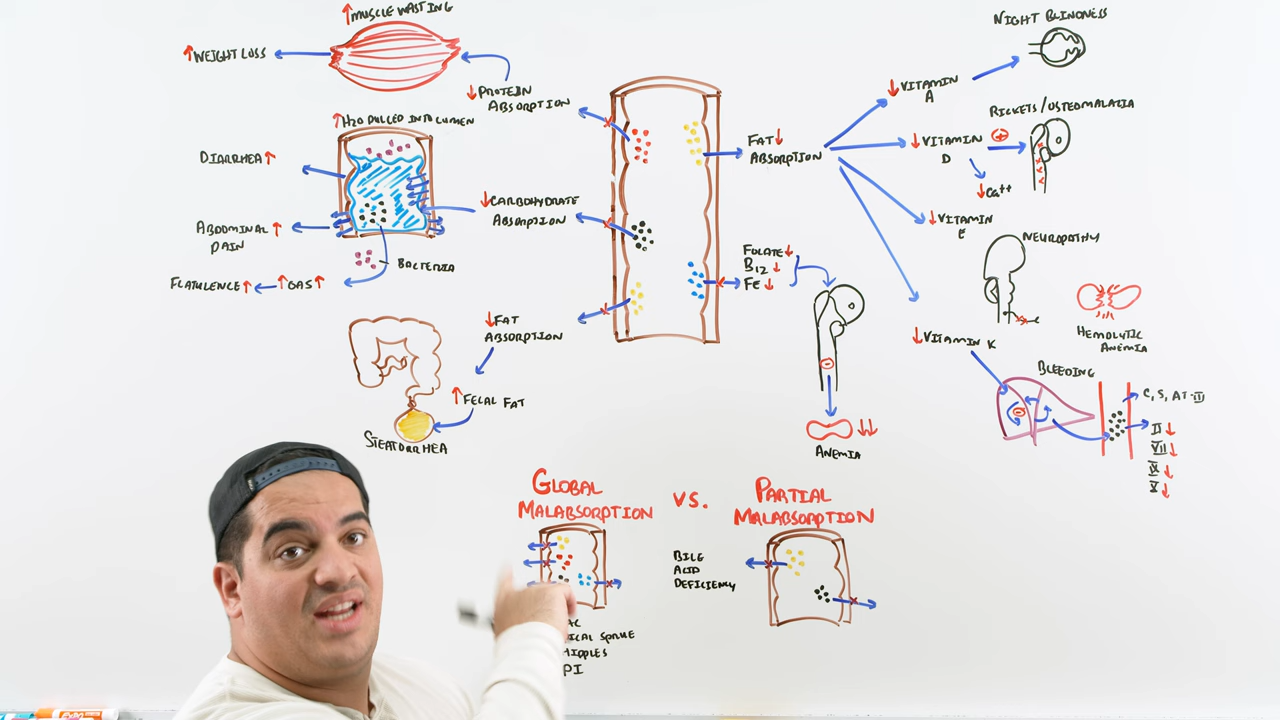 ↑MUSCLE WASTING
↑WEIGHT LOSS
↓PROTEIN
ABSORPTION
↑H2O PULLED INTO LUMEN
DIARRHEA↑
↓CARBOHYDRATE
ABSORPTION
ABDOMINAL↑
PAIN
BACTERIA
FLATULENCE↑ ← ↑GAS↑
↓FAT
ABSORPTION
↑FECAL FAT
STEATORRHEA
FAT↓
ABSORPTION
FOLATE↓
B12↓
FE↓
ANEMIA
↓↓
↓VITAMIN
A
NIGHT BLINDNESS
↓VITAMIN
D
RICKETS/OSTEOMALAZIA
↓Ca++
↓VITAMIN
E
NEUROPATHY
HEMOLYTIC
ANEMIA
↓VITAMIN K
BLEEDING
C, S, AT-III
II↓
VII↓
IX↓
X↓
GLOBAL
MALABSORPTION
VS.
PARTIAL
MALABSORPTION
BILE
ACID
DEFICIENCY
SPRUE